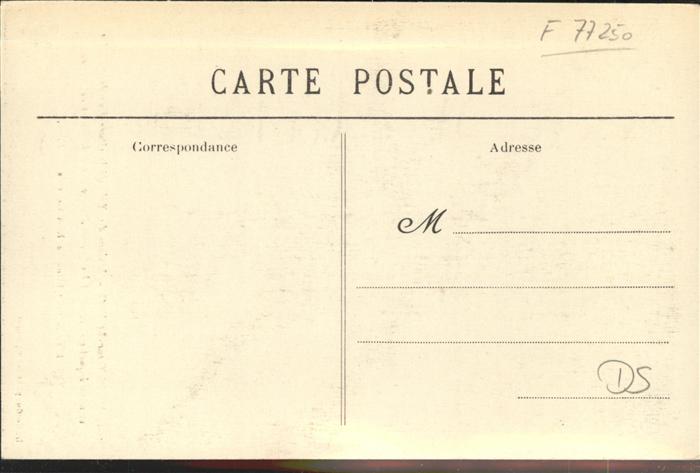 F 77250
CARTE POSTALE
Correspondance
Adresse
M
DS